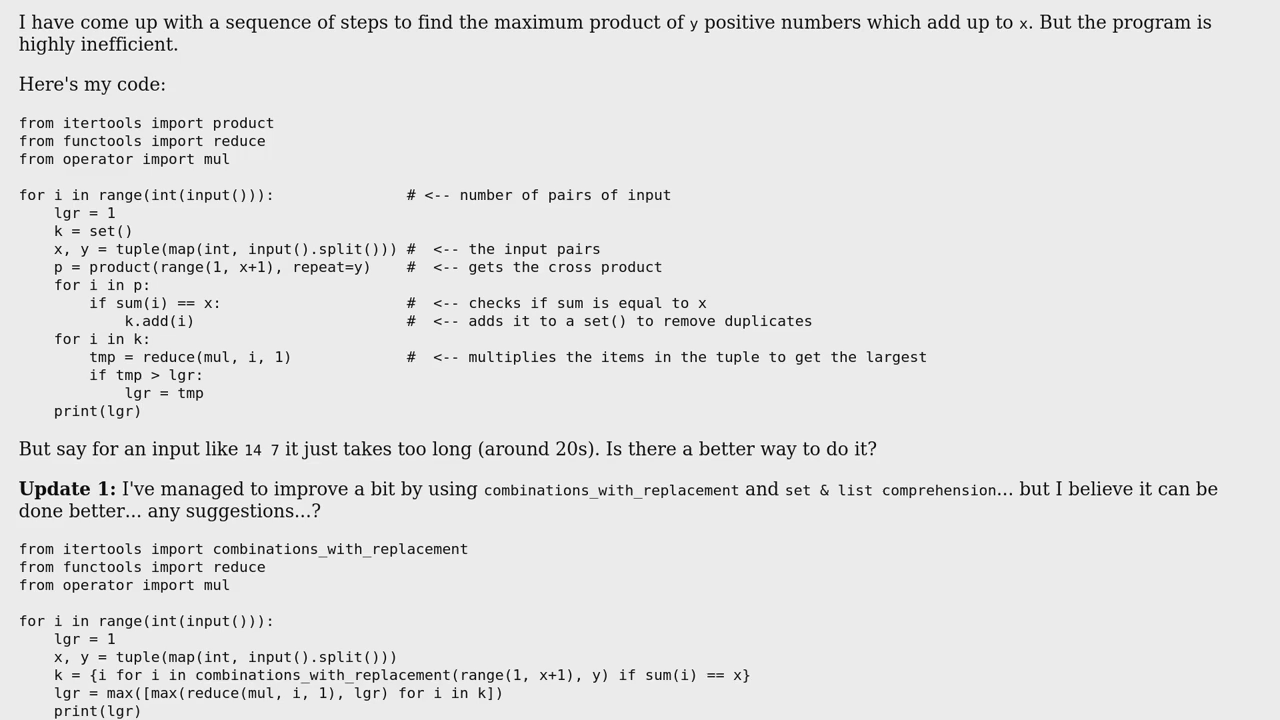 I have come up with a sequence of steps to find the maximum product of y positive numbers which add up to x. But the program is
highly inefficient.
Here's my code:
from itertools import product
from functools import reduce
from operator import mul
for i in range(int(input())):               # <-- number of pairs of input
    lgr = 1
    k = set()
    x, y = tuple(map(int, input().split())) #  <-- the input pairs
    p = product(range(1, x+1), repeat=y)    #  <-- gets the cross product
    for i in p:
        if sum(i) == x:                     #  <-- checks if sum is equal to x
            k.add(i)                        #  <-- adds it to a set() to remove duplicates
    for i in k:
        tmp = reduce(mul, i, 1)             #  <-- multiplies the items in the tuple to get the largest
        if tmp > lgr:
            lgr = tmp
    print(lgr)
But say for an input like 14 7 it just takes too long (around 20s). Is there a better way to do it?
Update 1: I've managed to improve a bit by using combinations_with_replacement and set & list comprehension... but I believe it can be
done better... any suggestions...?
from itertools import combinations_with_replacement
from functools import reduce
from operator import mul
for i in range(int(input())):
    lgr = 1
    x, y = tuple(map(int, input().split()))
    k = {i for i in combinations_with_replacement(range(1, x+1), y) if sum(i) == x}
    lgr = max([max(reduce(mul, i, 1), lgr) for i in k])
    print(lgr)